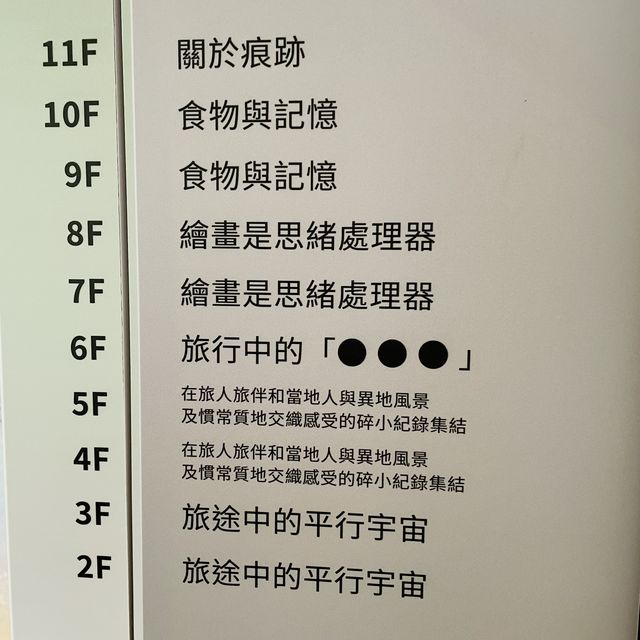 11F 關於痕跡
10F 食物與記憶
9F 食物與記憶
8F 繪畫是思緒處理器
7F 繪畫是思緒處理器
6F 旅行中的「●●●」
5F 在旅人旅伴和當地人與異地風景
及慣常質地交織感受的碎小紀錄集結
4F 在旅人旅伴和當地人與異地風景
及慣常質地交織感受的碎小紀錄集結
3F 旅途中的平行宇宙
2F 旅途中的平行宇宙